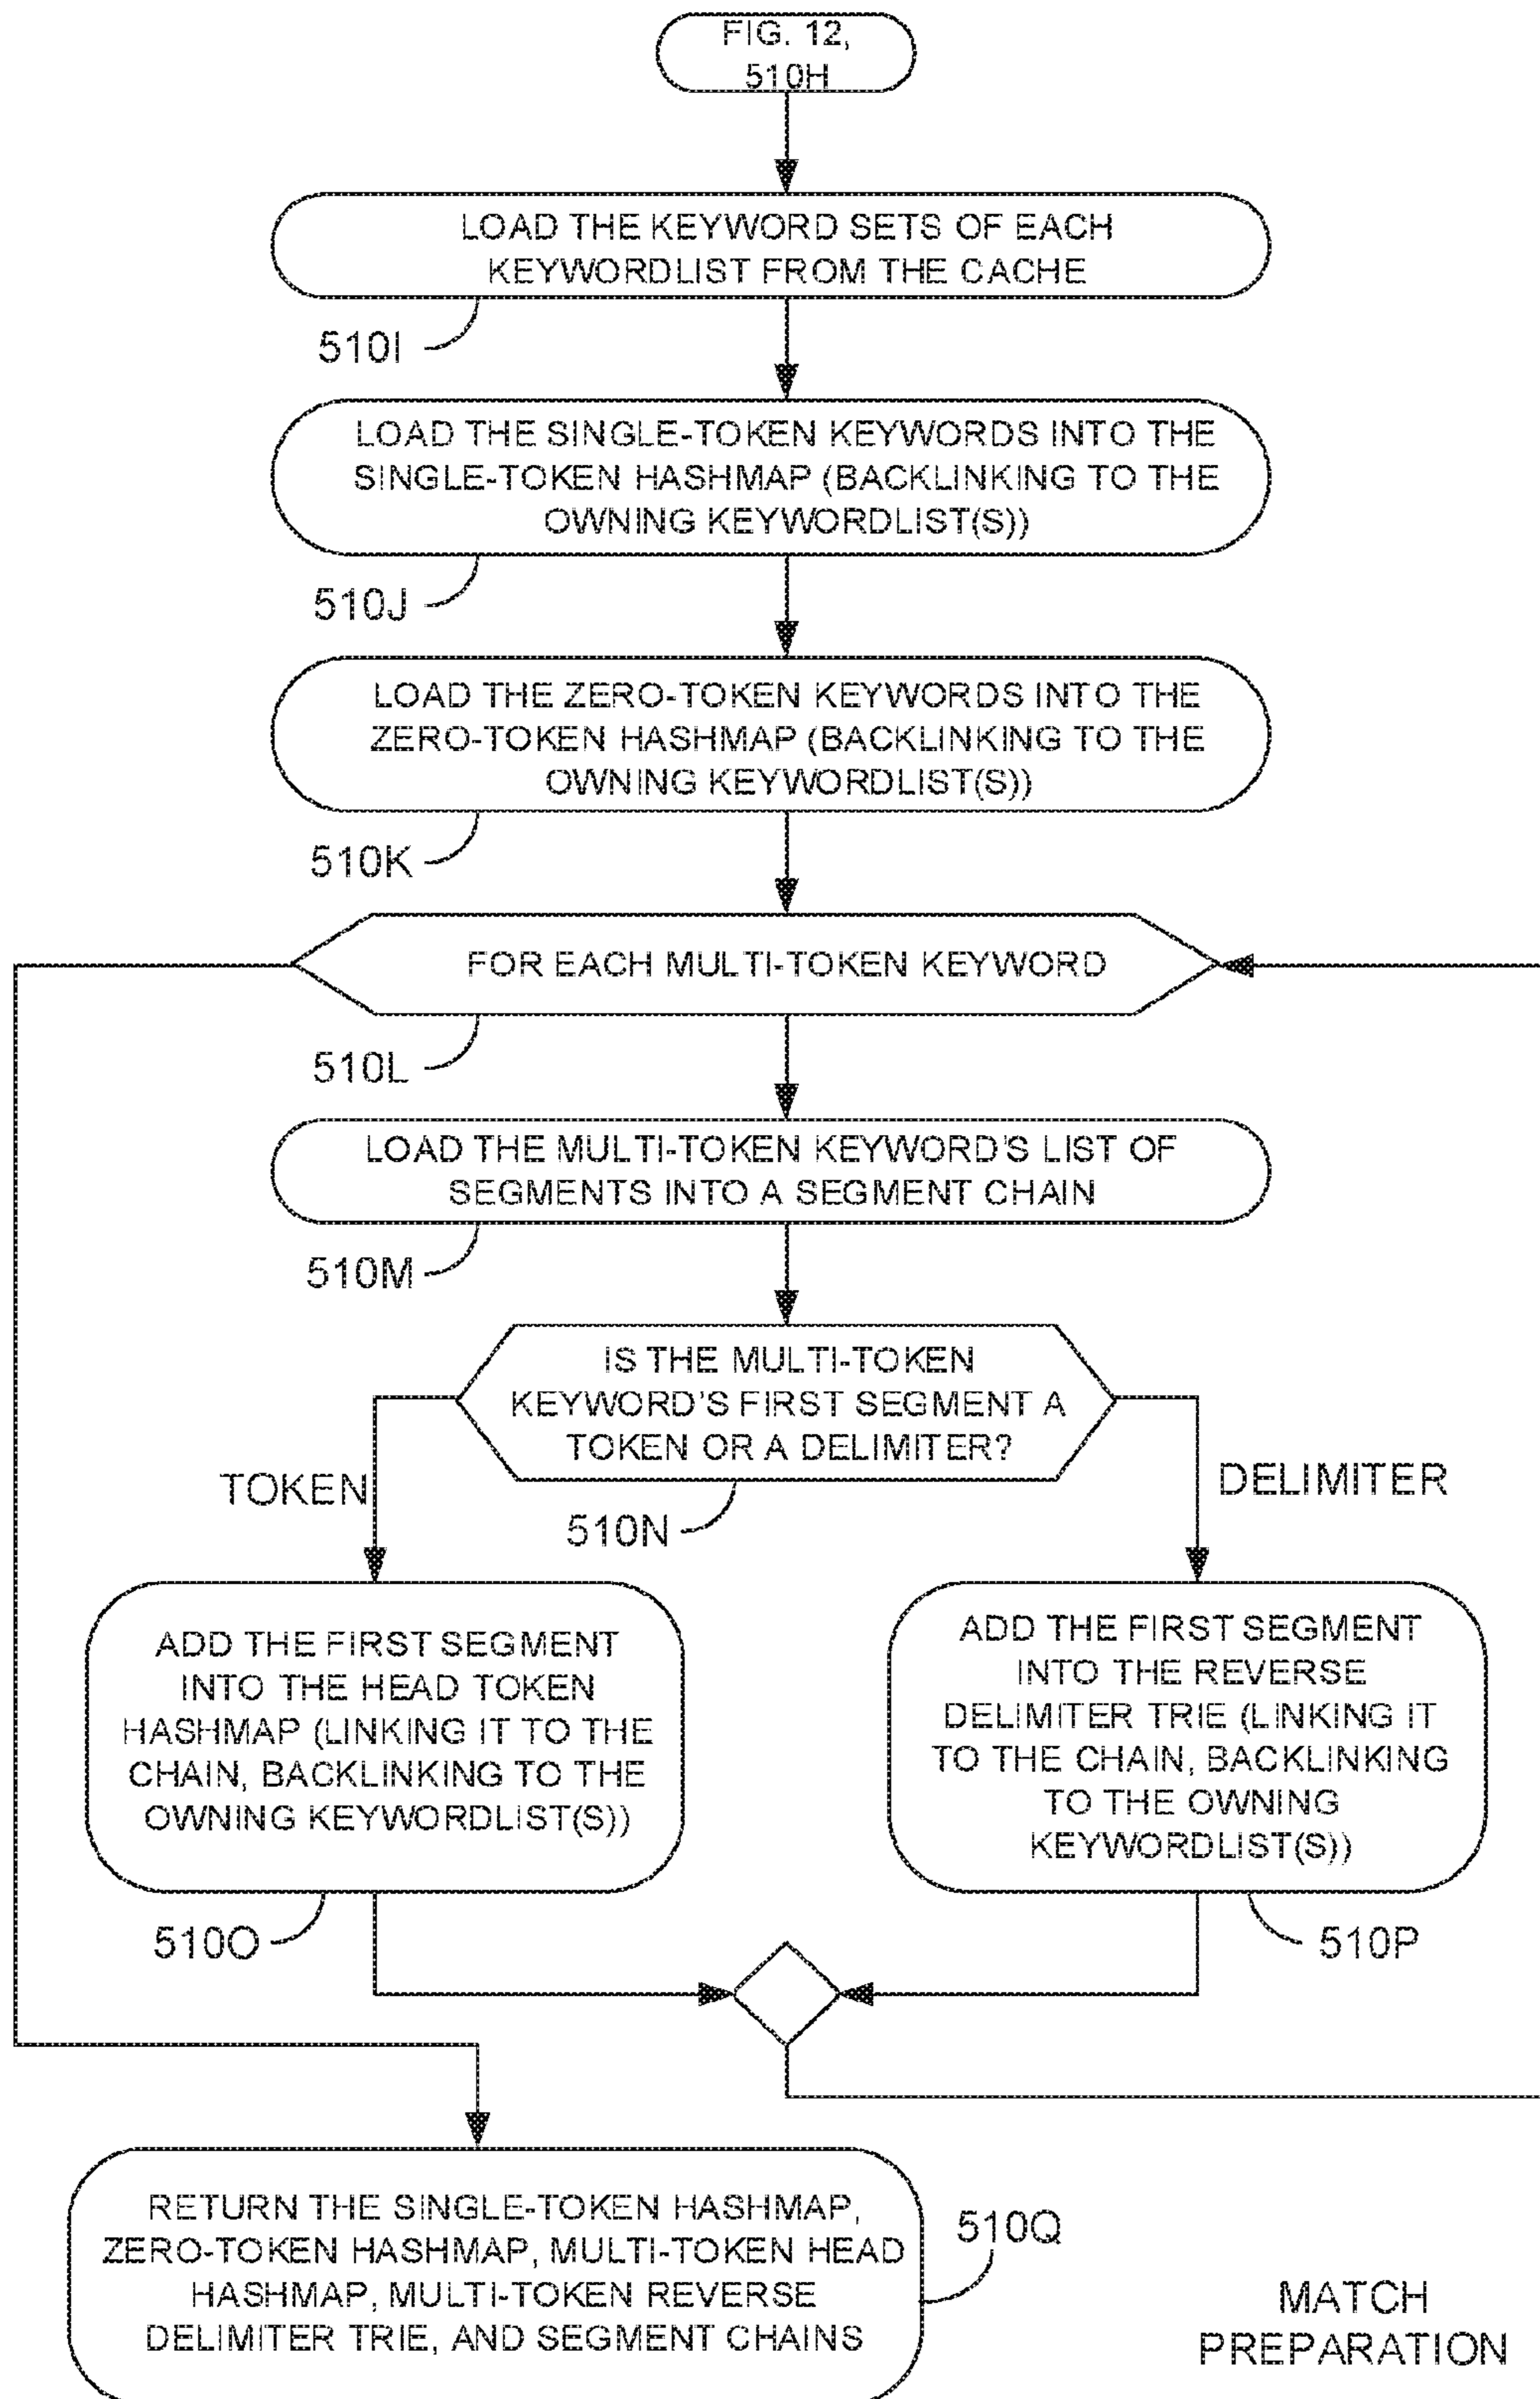 FIG. 12,
510H
LOAD THE KEYWORD SETS OF EACH
KEYWORDLIST FROM THE CACHE
510I
LOAD THE SINGLE-TOKEN KEYWORDS INTO THE
SINGLE-TOKEN HASHMAP (BACKLINKING TO THE
OWNING KEYWORDLIST(S))
510J
LOAD THE ZERO-TOKEN KEYWORDS INTO THE
ZERO-TOKEN HASHMAP (BACKLINKING TO THE
OWNING KEYWORDLIST(S))
510K
FOR EACH MULTI-TOKEN KEYWORD
510L
LOAD THE MULTI-TOKEN KEYWORD'S LIST OF
SEGMENTS INTO A SEGMENT CHAIN
510M
IS THE MULTI-TOKEN
KEYWORD'S FIRST SEGMENT A
TOKEN OR A DELIMITER?
510N
TOKEN
DELIMITER
ADD THE FIRST SEGMENT
INTO THE HEAD TOKEN
HASHMAP (LINKING IT TO THE
CHAIN, BACKLINKING TO THE
OWNING KEYWORDLIST(S))
510O
ADD THE FIRST SEGMENT
INTO THE REVERSE
DELIMITER TRIE (LINKING IT
TO THE CHAIN, BACKLINKING
TO THE OWNING
KEYWORDLIST(S))
510P
RETURN THE SINGLE-TOKEN HASHMAP,
ZERO-TOKEN HASHMAP, MULTI-TOKEN HEAD
HASHMAP, MULTI-TOKEN REVERSE
DELIMITER TRIE, AND SEGMENT CHAINS
510Q
MATCH
PREPARATION